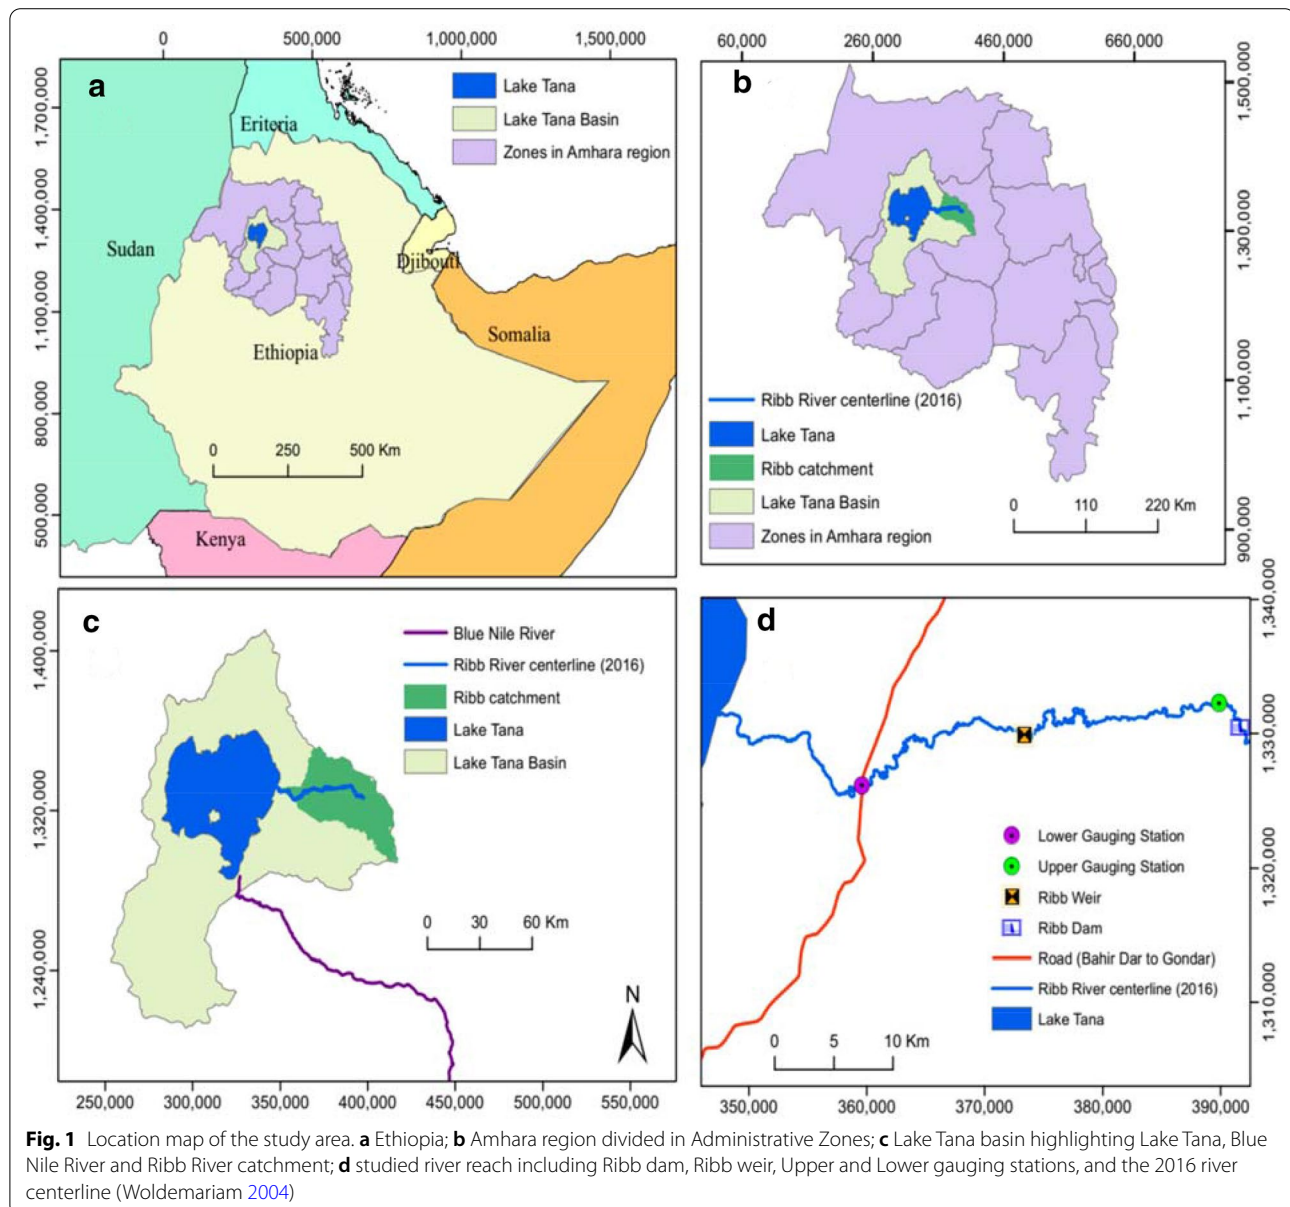 0 500,000 1,000,000 1,500,000
1,700,000
1,400,000
1,100,000
800,000
500,000
a
Lake Tana
Lake Tana Basin
Zones in Amhara region
Eriteria
Sudan
Djibouti
Somalia
Ethiopia
0 250 500 Km
Kenya
60,000 260,000 460,000 660,000
1,500,000
1,300,000
1,100,000
900,000
b
Ribb River centerline (2016)
Lake Tana
Ribb catchment
Lake Tana Basin
Zones in Amhara region
0 110 220 Km
c
1,400,000
1,320,000
1,240,000
Blue Nile River
Ribb River centerline (2016)
Ribb catchment
Lake Tana
Lake Tana Basin
0 30 60 Km
N
250,000 300,000 350,000 400,000 450,000 500,000 550,000
d
1,340,000
1,330,000
1,320,000
1,310,000
Lower Gauging Station
Upper Gauging Station
Ribb Weir
Ribb Dam
Road (Bahir Dar to Gondar)
Ribb River centerline (2016)
Lake Tana
0 5 10 Km
350,000 360,000 370,000 380,000 390,000
Fig. 1 Location map of the study area. a Ethiopia; b Amhara region divided in Administrative Zones; c Lake Tana basin highlighting Lake Tana, Blue
Nile River and Ribb River catchment; d studied river reach including Ribb dam, Ribb weir, Upper and Lower gauging stations, and the 2016 river
centerline (Woldemariam 2004)